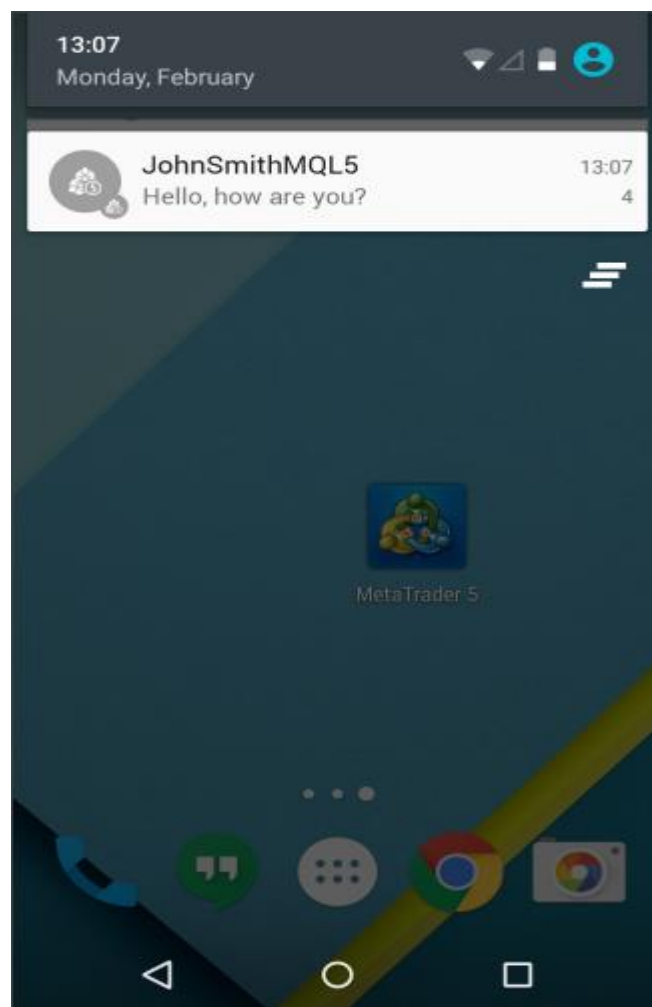 13:07
Monday, February
JohnSmithMQL5
13:07
Hello, how are you?
4
MetaTrader 5